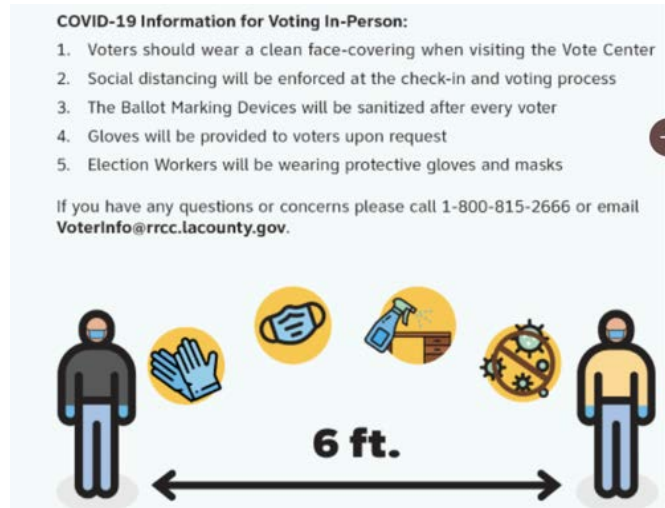 COVID-19 Information for Voting In-Person:
1. Voters should wear a clean face-covering when visiting the Vote Center
2. Social distancing will be enforced at the check-in and voting process
3. The Ballot Marking Devices will be sanitized after every voter
4. Gloves will be provided to voters upon request
5. Election Workers will be wearing protective gloves and masks
If you have any questions or concerns please call 1-800-815-2666 or email
VoterInfo@rrcc.lacounty.gov.
6 ft.